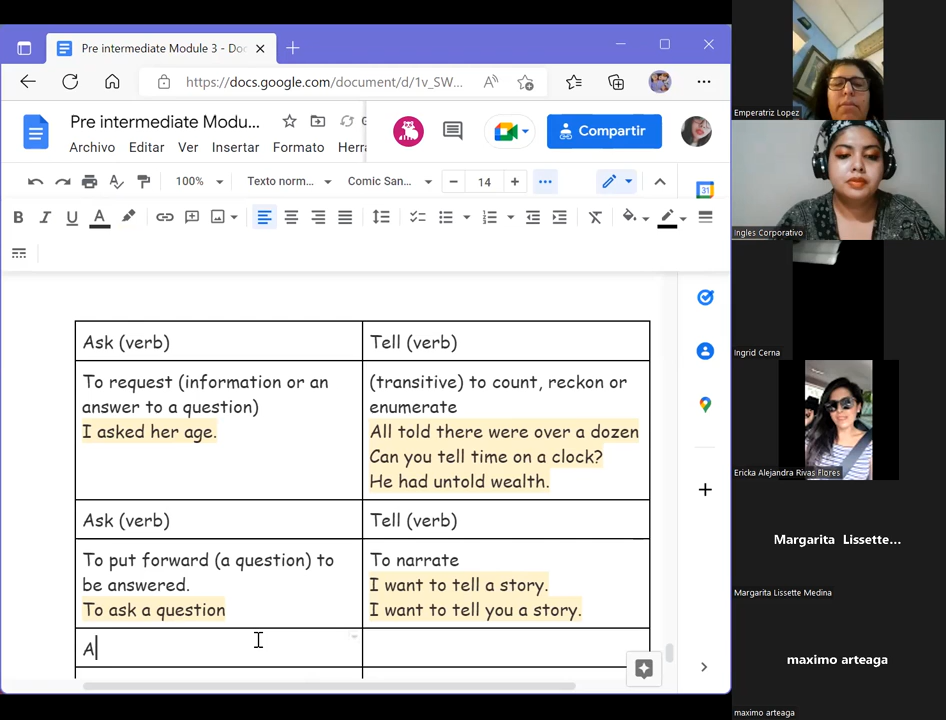 Pre intermediate Module 3 - Doc
https://docs.google.com/document/d/1v_SW...
Pre intermediate Modu...
Compartir
Archivo Editar Ver Insertar Formato Herra
100% Texto norm... Comic San... 14
Ask (verb)
Tell (verb)
To request (information or an
answer to a question)
I asked her age.
(transitive) to count, reckon or
enumerate
All told there were over a dozen
Can you tell time on a clock?
He had untold wealth.
Ask (verb)
Tell (verb)
To put forward (a question) to
be answered.
To ask a question
To narrate
I want to tell a story.
I want to tell you a story.
A
Emperatriz Lopez
Ingles Corporativo
Ingrid Cerna
Ericka Alejandra Rivas Flores
Margarita Lissette...
Margarita Lissette Medina
maximo arteaga
maximo arteaga